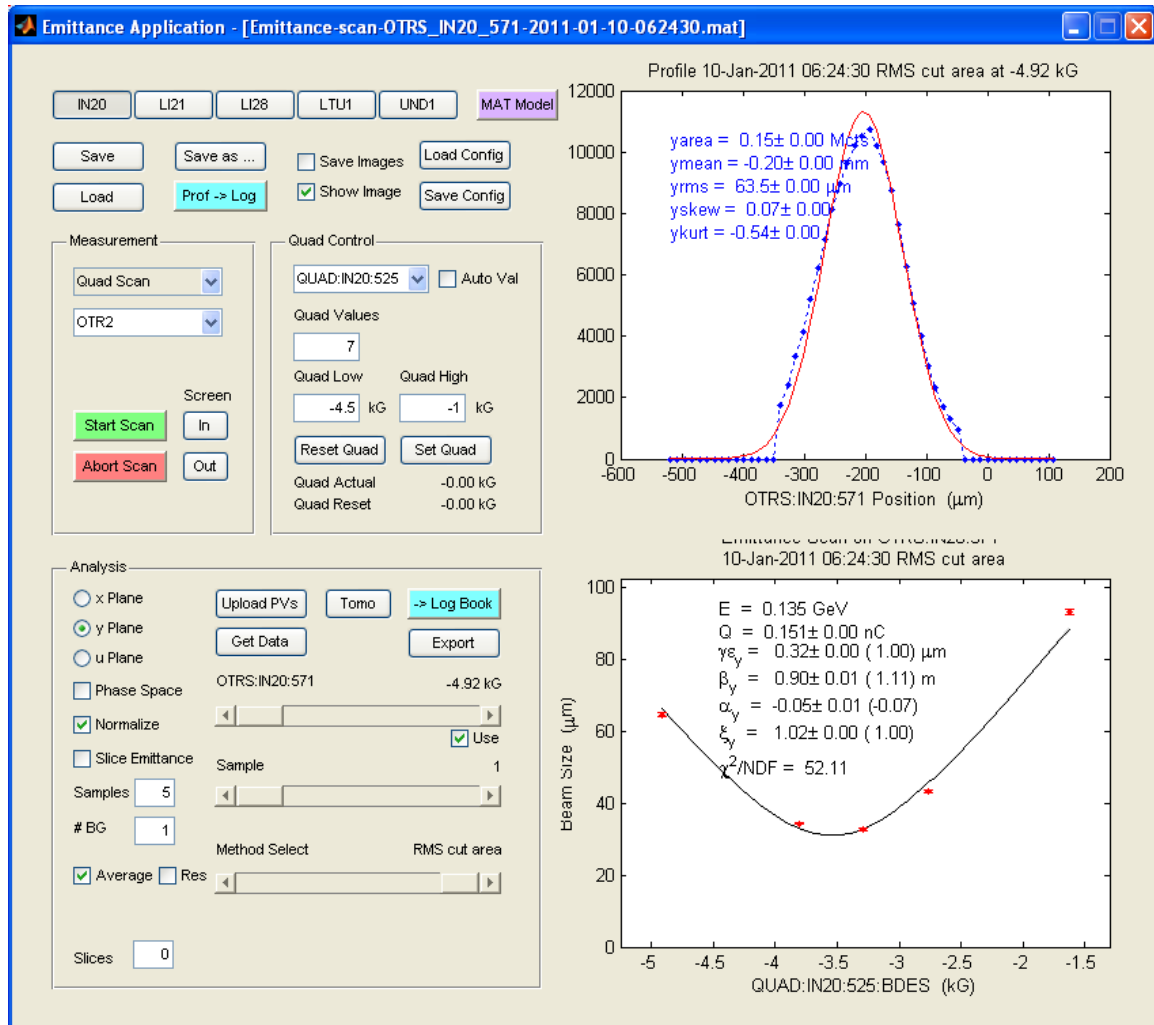 Emittance Application - [Emittance-scan-OTRS_IN20_571-2011-01-10-062430.mat]
IN20 LI21 LI28 LTU1 UND1 MAT Model
Save Save as ... Save Images Load Config
Load Prof -> Log Show Image Save Config
Measurement
Quad Scan
OTR2
Screen
Start Scan In
Abort Scan Out
Quad Control
QUAD:IN20:525 Auto Val
Quad Values
7
Quad Low Quad High
-4.5 kG -1 kG
Reset Quad Set Quad
Quad Actual -0.00 kG
Quad Reset -0.00 kG
Profile 10-Jan-2011 06:24:30 RMS cut area at -4.92 kG
12000
10000
8000
6000
4000
2000
0
yarea = 0.15± 0.00 Mcts
ymean = -0.20± 0.00 mm
yrms = 63.5± 0.00 μm
yskew = 0.07± 0.00
ykurt = -0.54± 0.00
-600 -500 -400 -300 -200 -100 0 100 200
OTRS:IN20:571 Position (μm)
Analysis
x Plane
y Plane
u Plane
Phase Space
Normalize
Slice Emittance
Samples 5
# BG 1
Average Res
Slices 0
Upload PVs Tomo -> Log Book
Get Data Export
OTRS:IN20:571 -4.92 kG
Use
Sample 1
Method Select RMS cut area
Emittance Scan on OTRS:IN20:571
10-Jan-2011 06:24:30 RMS cut area
100
80
60
40
20
0
Beam Size (μm)
E = 0.135 GeV
Q = 0.151± 0.00 nC
γε_y = 0.32± 0.00 ( 1.00) μm
β_y = 0.90± 0.01 ( 1.11) m
α_y = -0.05± 0.01 (-0.07)
ξ_y = 1.02± 0.00 ( 1.00)
χ²/NDF = 52.11
-5 -4.5 -4 -3.5 -3 -2.5 -2 -1.5
QUAD:IN20:525:BDES (kG)